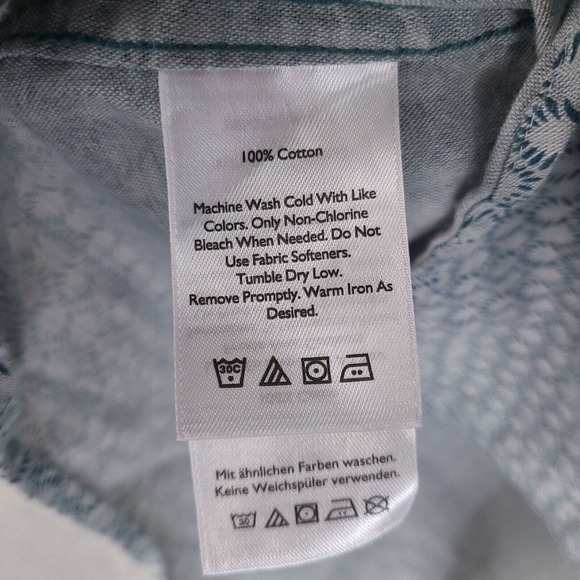 100% Cotton
Machine Wash Cold With Like
Colors. Only Non-Chlorine
Bleach When Needed. Do Not
Use Fabric Softeners.
Tumble Dry Low.
Remove Promptly. Warm Iron As
Desired.
30C
Mit ähnlichen Farben waschen.
Keine Weichspüler verwenden.
30